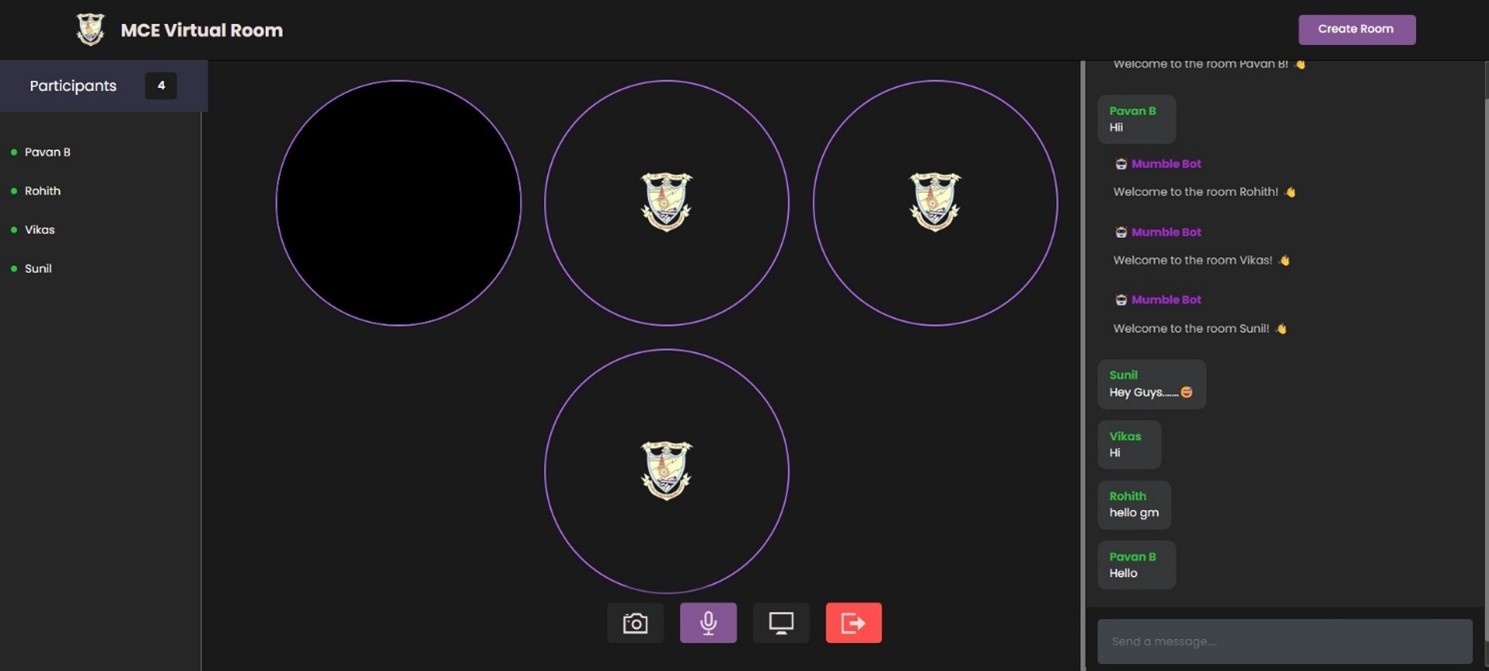 MCE Virtual Room
Create Room
Participants 4
Pavan B
Rohith
Vikas
Sunil
Welcome to the room Pavan B! 👋
Pavan B
Hii
Mumble Bot
Welcome to the room Rohith! 👋
Mumble Bot
Welcome to the room Vikas! 👋
Mumble Bot
Welcome to the room Sunil! 👋
Sunil
Hey Guys.......
Vikas
Hi
Rohith
hello gm
Pavan B
Hello
Send a message...